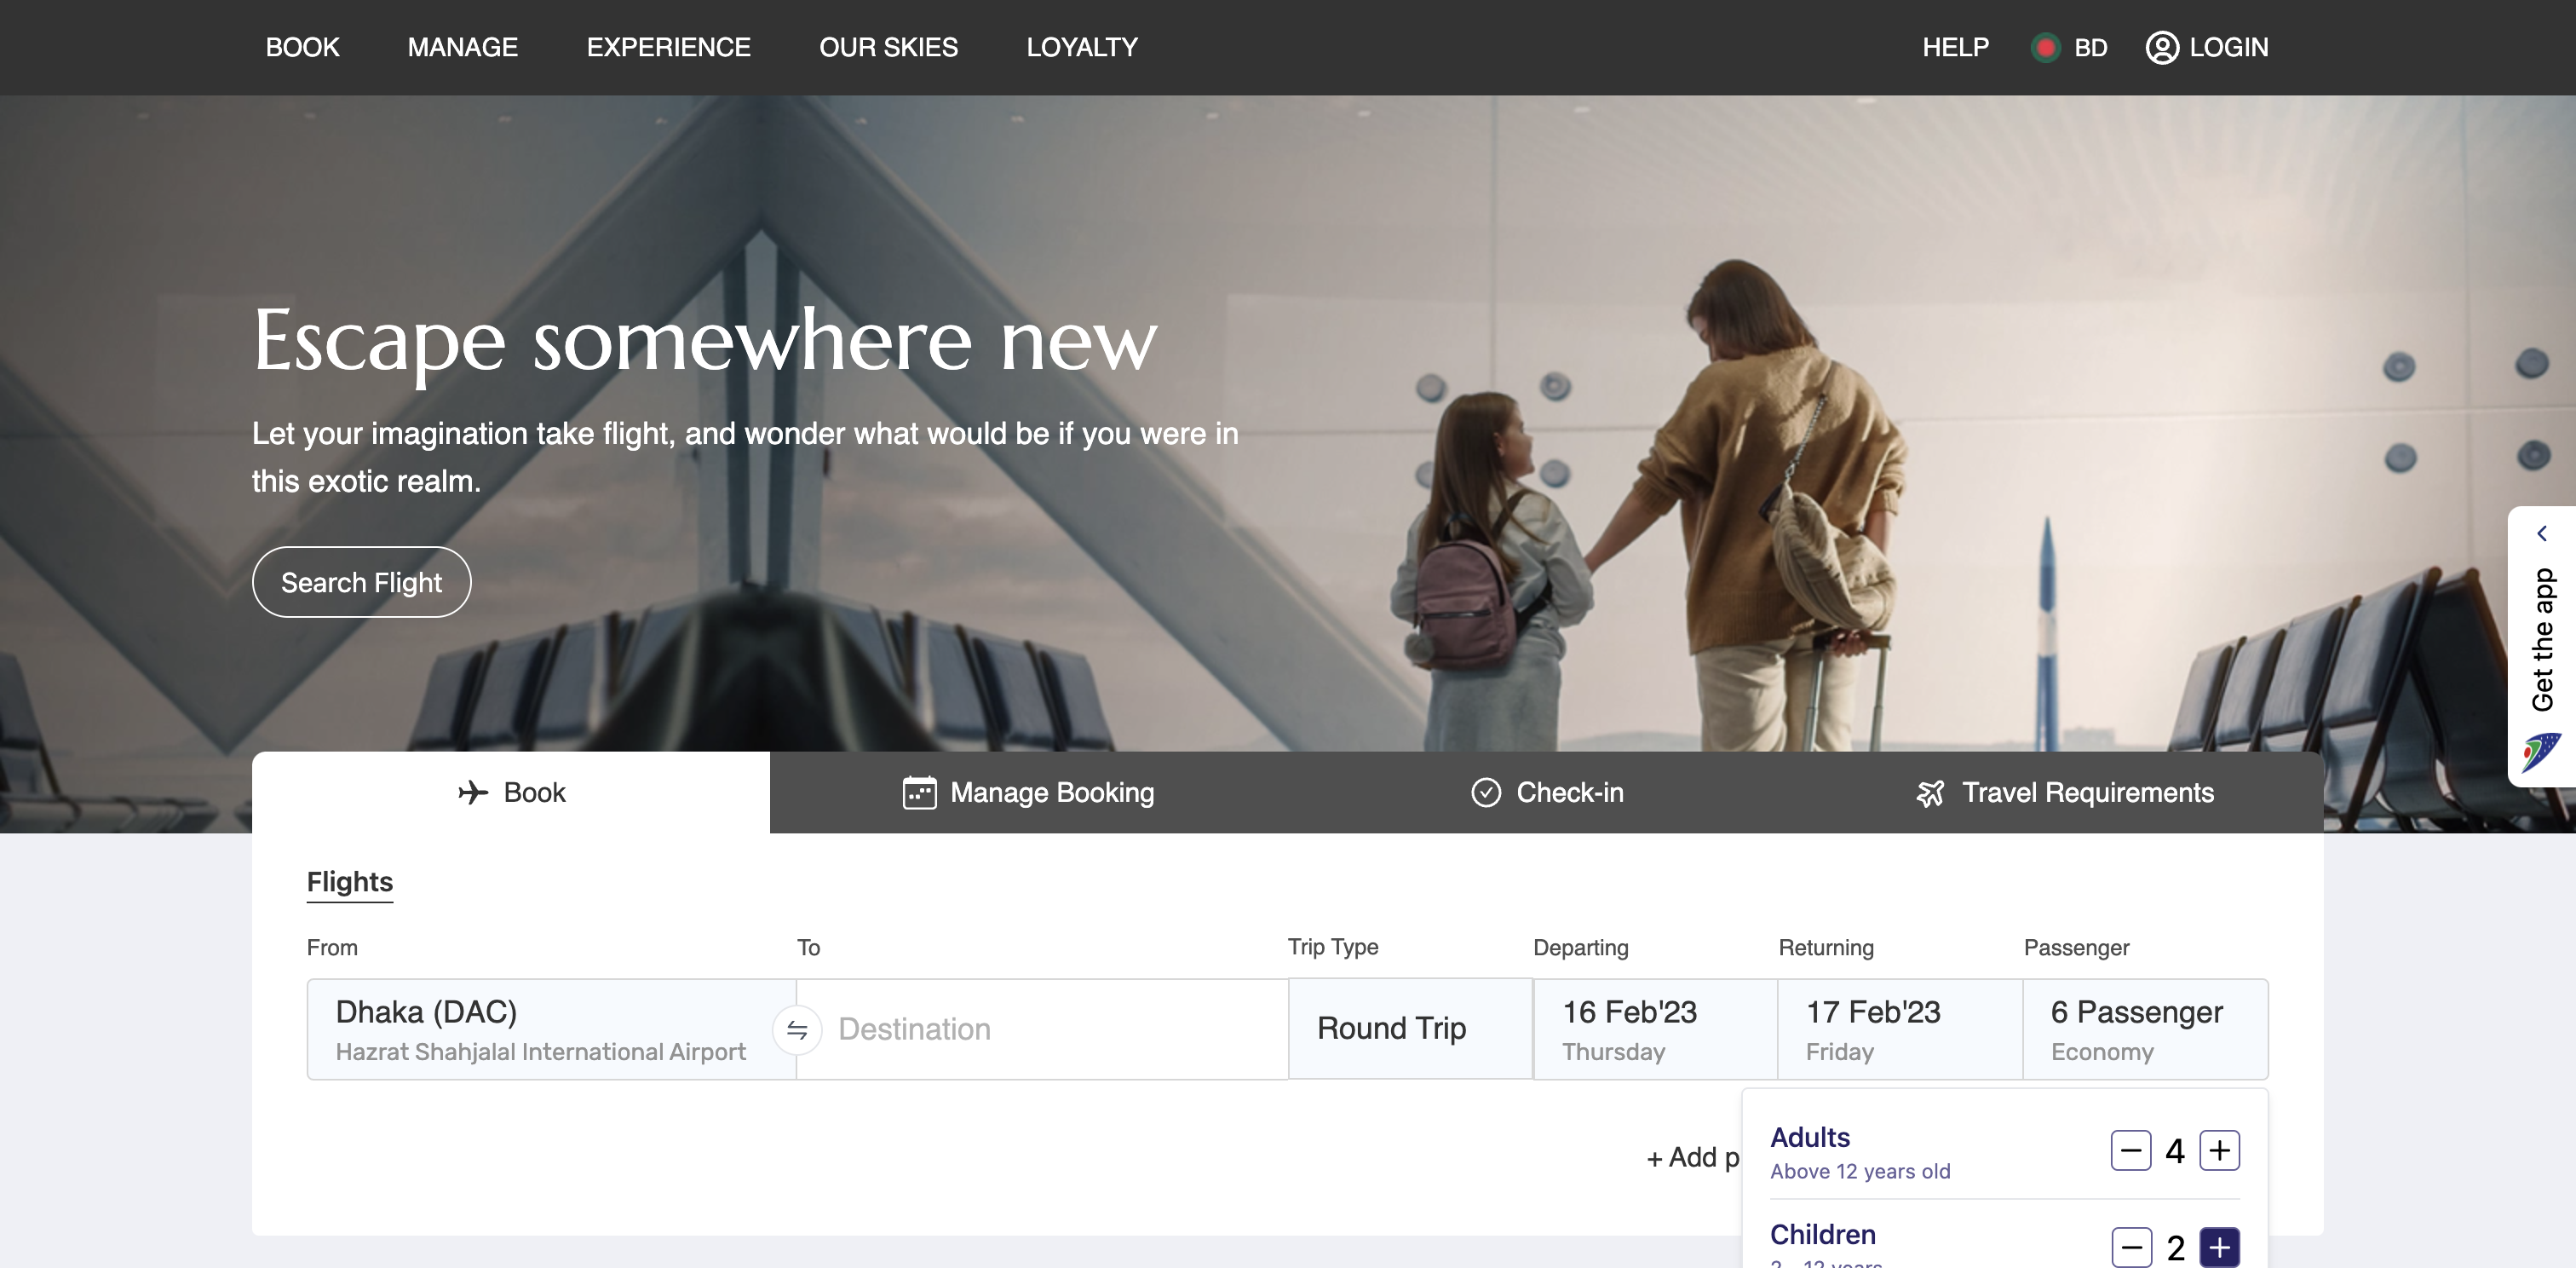 BOOK MANAGE EXPERIENCE OUR SKIES LOYALTY HELP BD LOGIN
Escape somewhere new
Let your imagination take flight, and wonder what would be if you were in
this exotic realm.
Search Flight
Get the app
Book Manage Booking Check-in Travel Requirements
Flights
From To Trip Type Departing Returning Passenger
Dhaka (DAC)
Hazrat Shahjalal International Airport
Destination
Round Trip
16 Feb'23
Thursday
17 Feb'23
Friday
6 Passenger
Economy
+ Add p
Adults
Above 12 years old
4
Children
2